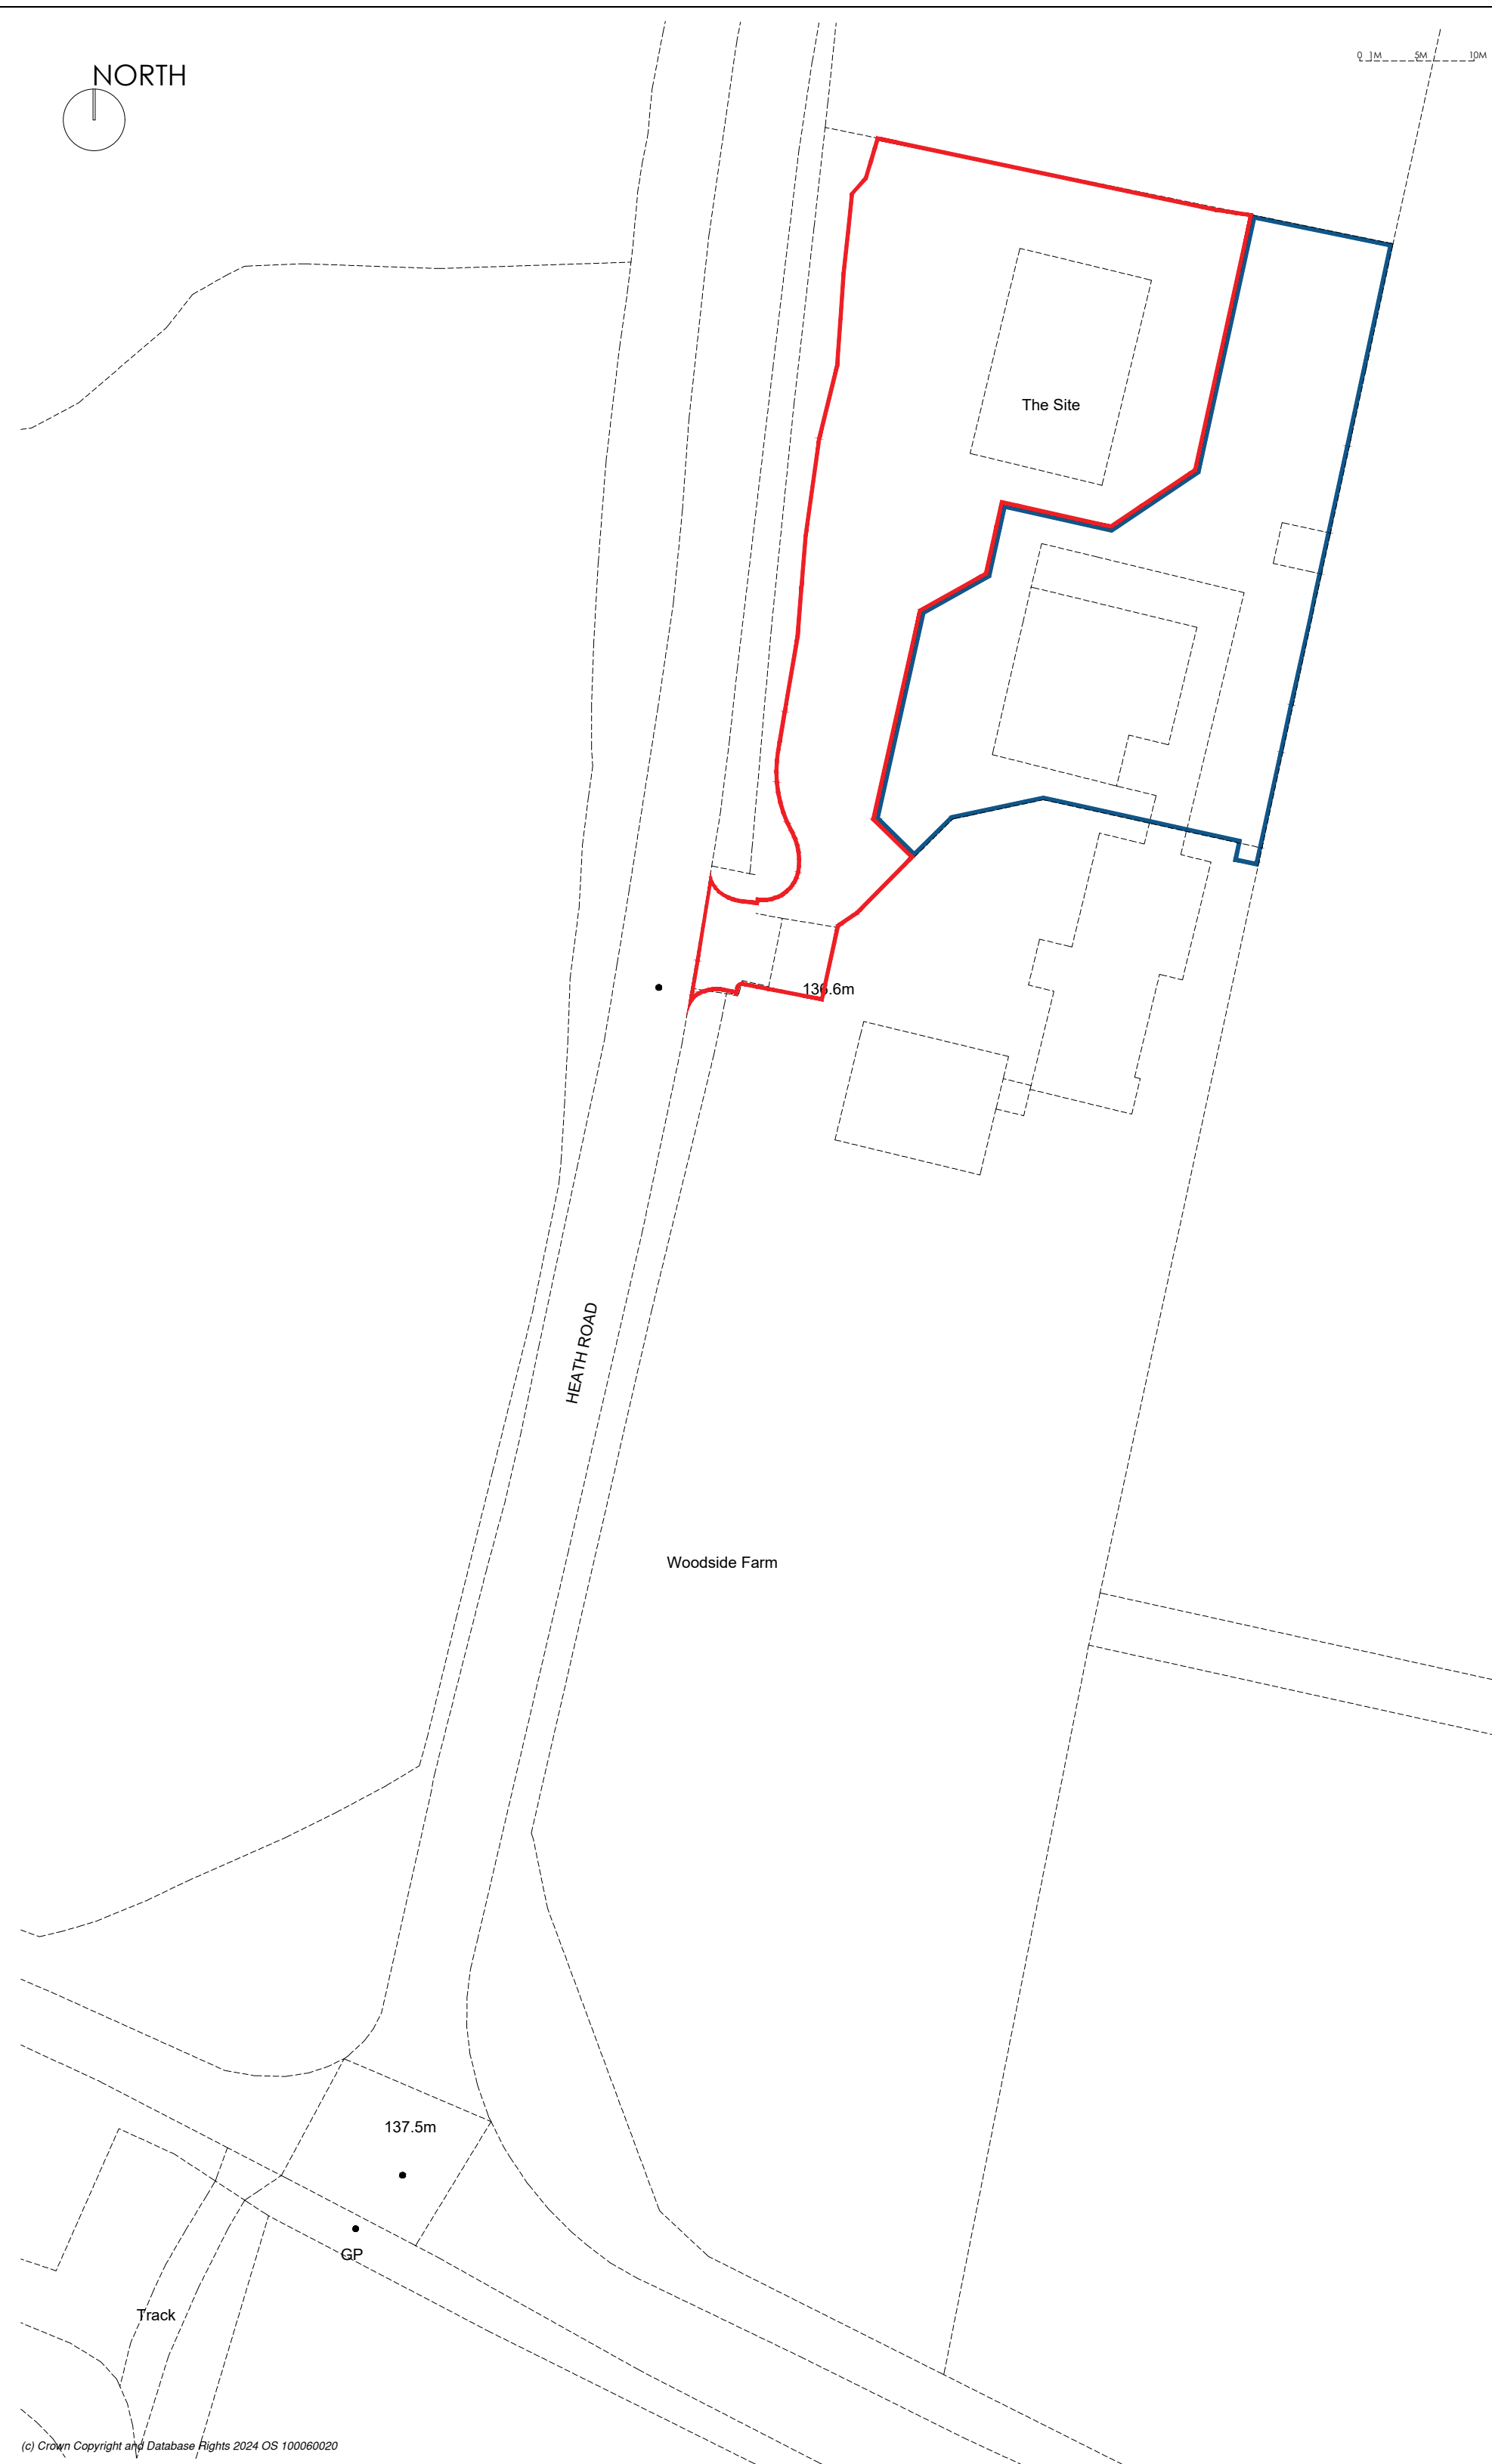 NORTH
0 1M 5M 10M
The Site
136.6m
HEATH ROAD
Woodside Farm
137.5m
GP
Track
(c) Crown Copyright and Database Rights 2024 OS 100060020